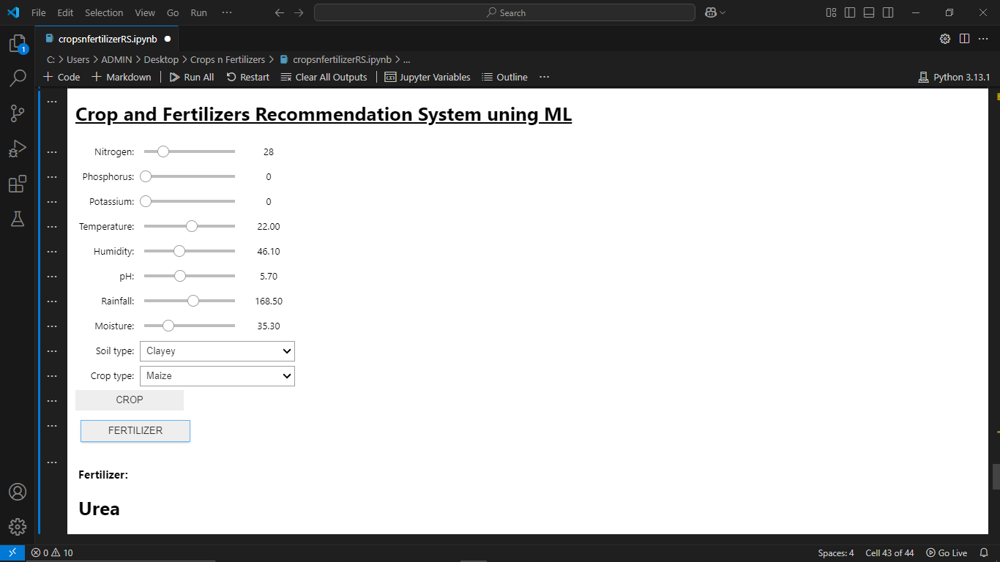 File Edit Selection View Go Run ··· Search
cropsnfertilizerRS.ipynb
C: > Users > ADMIN > Desktop > Crops n Fertilizers > cropsnfertilizerRS.ipynb > ...
+ Code + Markdown | Run All Restart Clear All Outputs | Jupyter Variables Outline ··· Python 3.13.1
1
Crop and Fertilizers Recommendation System uning ML
Nitrogen: 28
Phosphorus: 0
Potassium: 0
Temperature: 22.00
Humidity: 46.10
pH: 5.70
Rainfall: 168.50
Moisture: 35.30
Soil type: Clayey
Crop type: Maize
CROP
FERTILIZER
Fertilizer:
Urea
0 10 Spaces: 4 Cell 43 of 44 Go Live